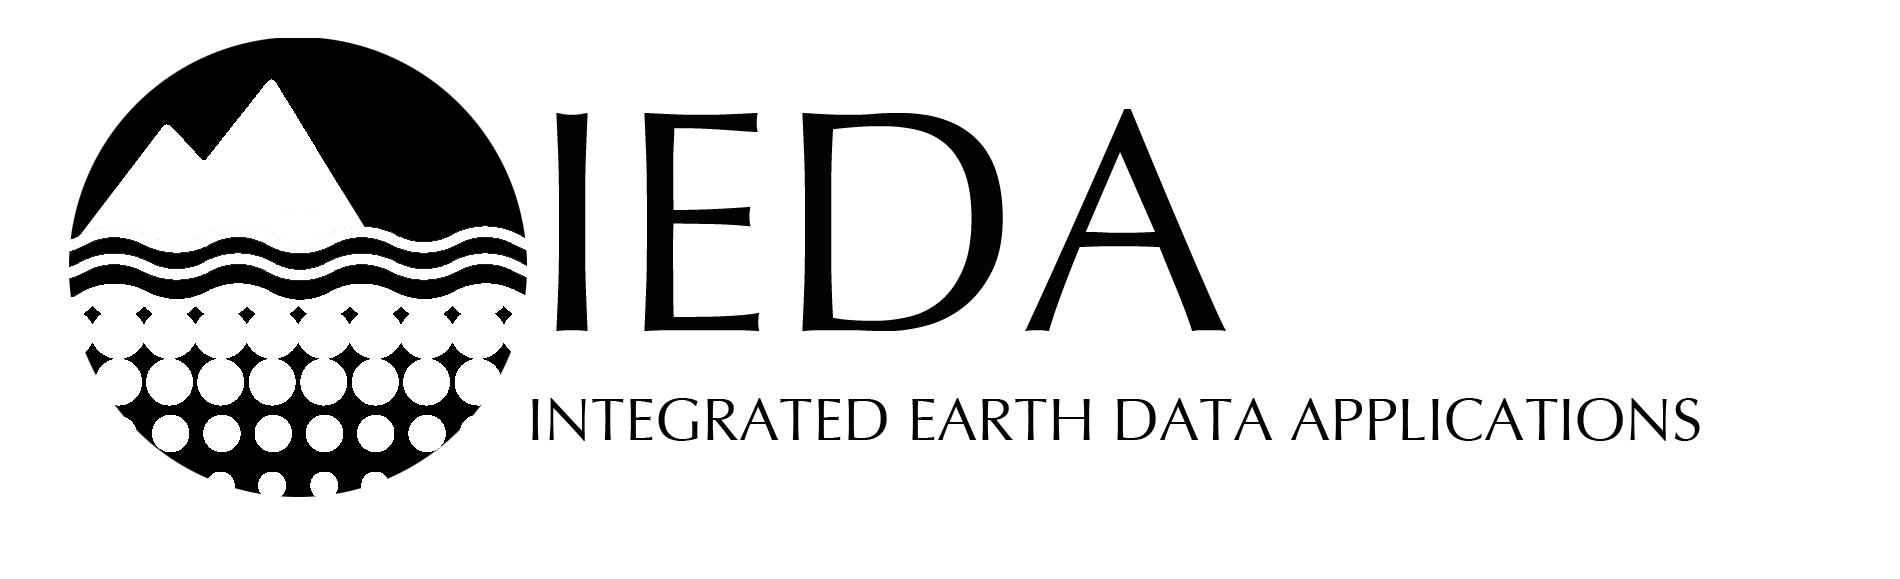 IEDA
INTEGRATED EARTH DATA APPLICATIONS